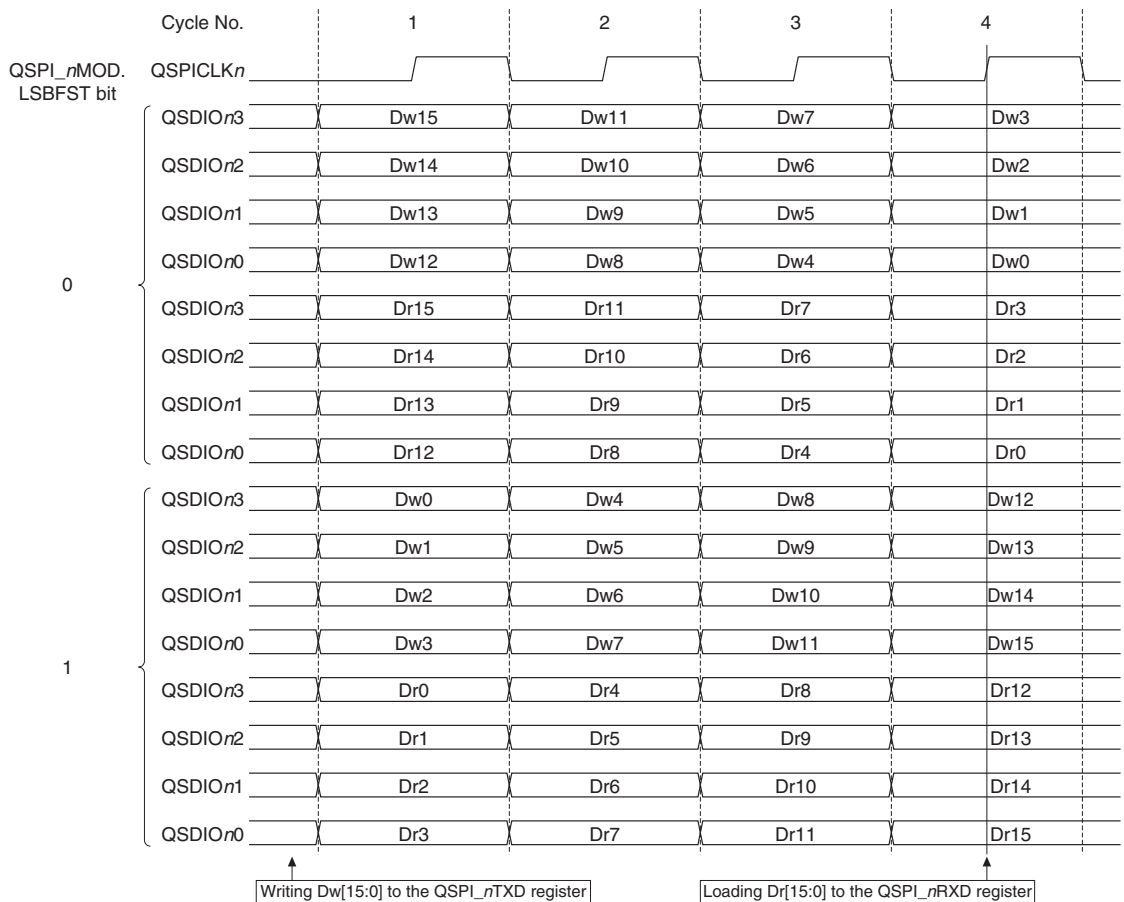 Cycle No. 1 2 3 4
QSPI_nMOD. QSPICLKn
LSBFST bit
QSDIOn3 Dw15 Dw11 Dw7 Dw3
QSDIOn2 Dw14 Dw10 Dw6 Dw2
QSDIOn1 Dw13 Dw9 Dw5 Dw1
QSDIOn0 Dw12 Dw8 Dw4 Dw0
0
QSDIOn3 Dr15 Dr11 Dr7 Dr3
QSDIOn2 Dr14 Dr10 Dr6 Dr2
QSDIOn1 Dr13 Dr9 Dr5 Dr1
QSDIOn0 Dr12 Dr8 Dr4 Dr0
QSDIOn3 Dw0 Dw4 Dw8 Dw12
QSDIOn2 Dw1 Dw5 Dw9 Dw13
QSDIOn1 Dw2 Dw6 Dw10 Dw14
QSDIOn0 Dw3 Dw7 Dw11 Dw15
1
QSDIOn3 Dr0 Dr4 Dr8 Dr12
QSDIOn2 Dr1 Dr5 Dr9 Dr13
QSDIOn1 Dr2 Dr6 Dr10 Dr14
QSDIOn0 Dr3 Dr7 Dr11 Dr15
Writing Dw[15:0] to the QSPI_nTXD register Loading Dr[15:0] to the QSPI_nRXD register